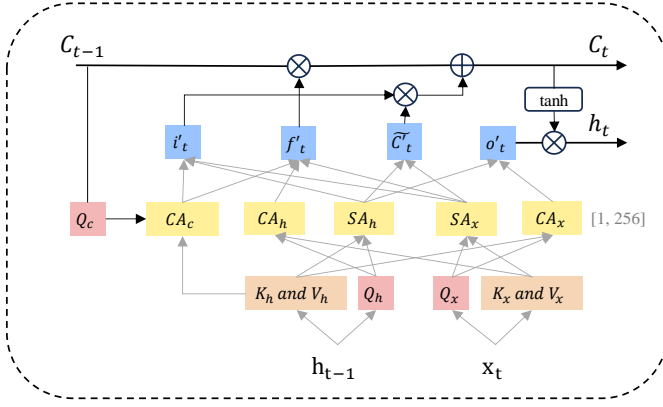 C_{t-1} C_t
tanh
h_t
i'_t f'_t \widetilde{C'}_t o'_t
Q_c CA_c CA_h SA_h SA_x CA_x [1, 256]
K_h and V_h Q_h Q_x K_x and V_x
h_{t-1} x_t